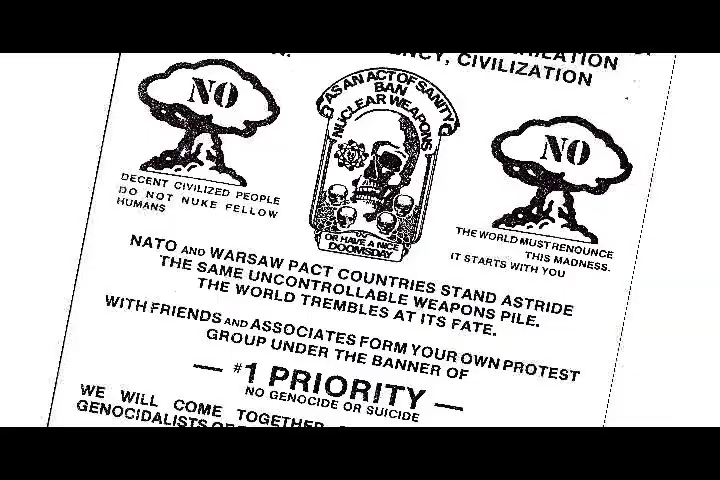 CIVILIZATION
NO
AS AN ACT OF SANITY
BAN
NUCLEAR WEAPONS
OR HAVE A NICE
DOOMSDAY
DECENT CIVILIZED PEOPLE
DO NOT NUKE FELLOW
HUMANS
NO
THE WORLD MUST RENOUNCE
THIS MADNESS.
IT STARTS WITH YOU
NATO AND WARSAW PACT COUNTRIES STAND ASTRIDE
THE SAME UNCONTROLLABLE WEAPONS PILE.
THE WORLD TREMBLES AT ITS FATE.
WITH FRIENDS AND ASSOCIATES FORM YOUR OWN PROTEST
GROUP UNDER THE BANNER OF
— #1 PRIORITY —
NO GENOCIDE OR SUICIDE
WE WILL COME TOGETHER
GENOCIDALISTS